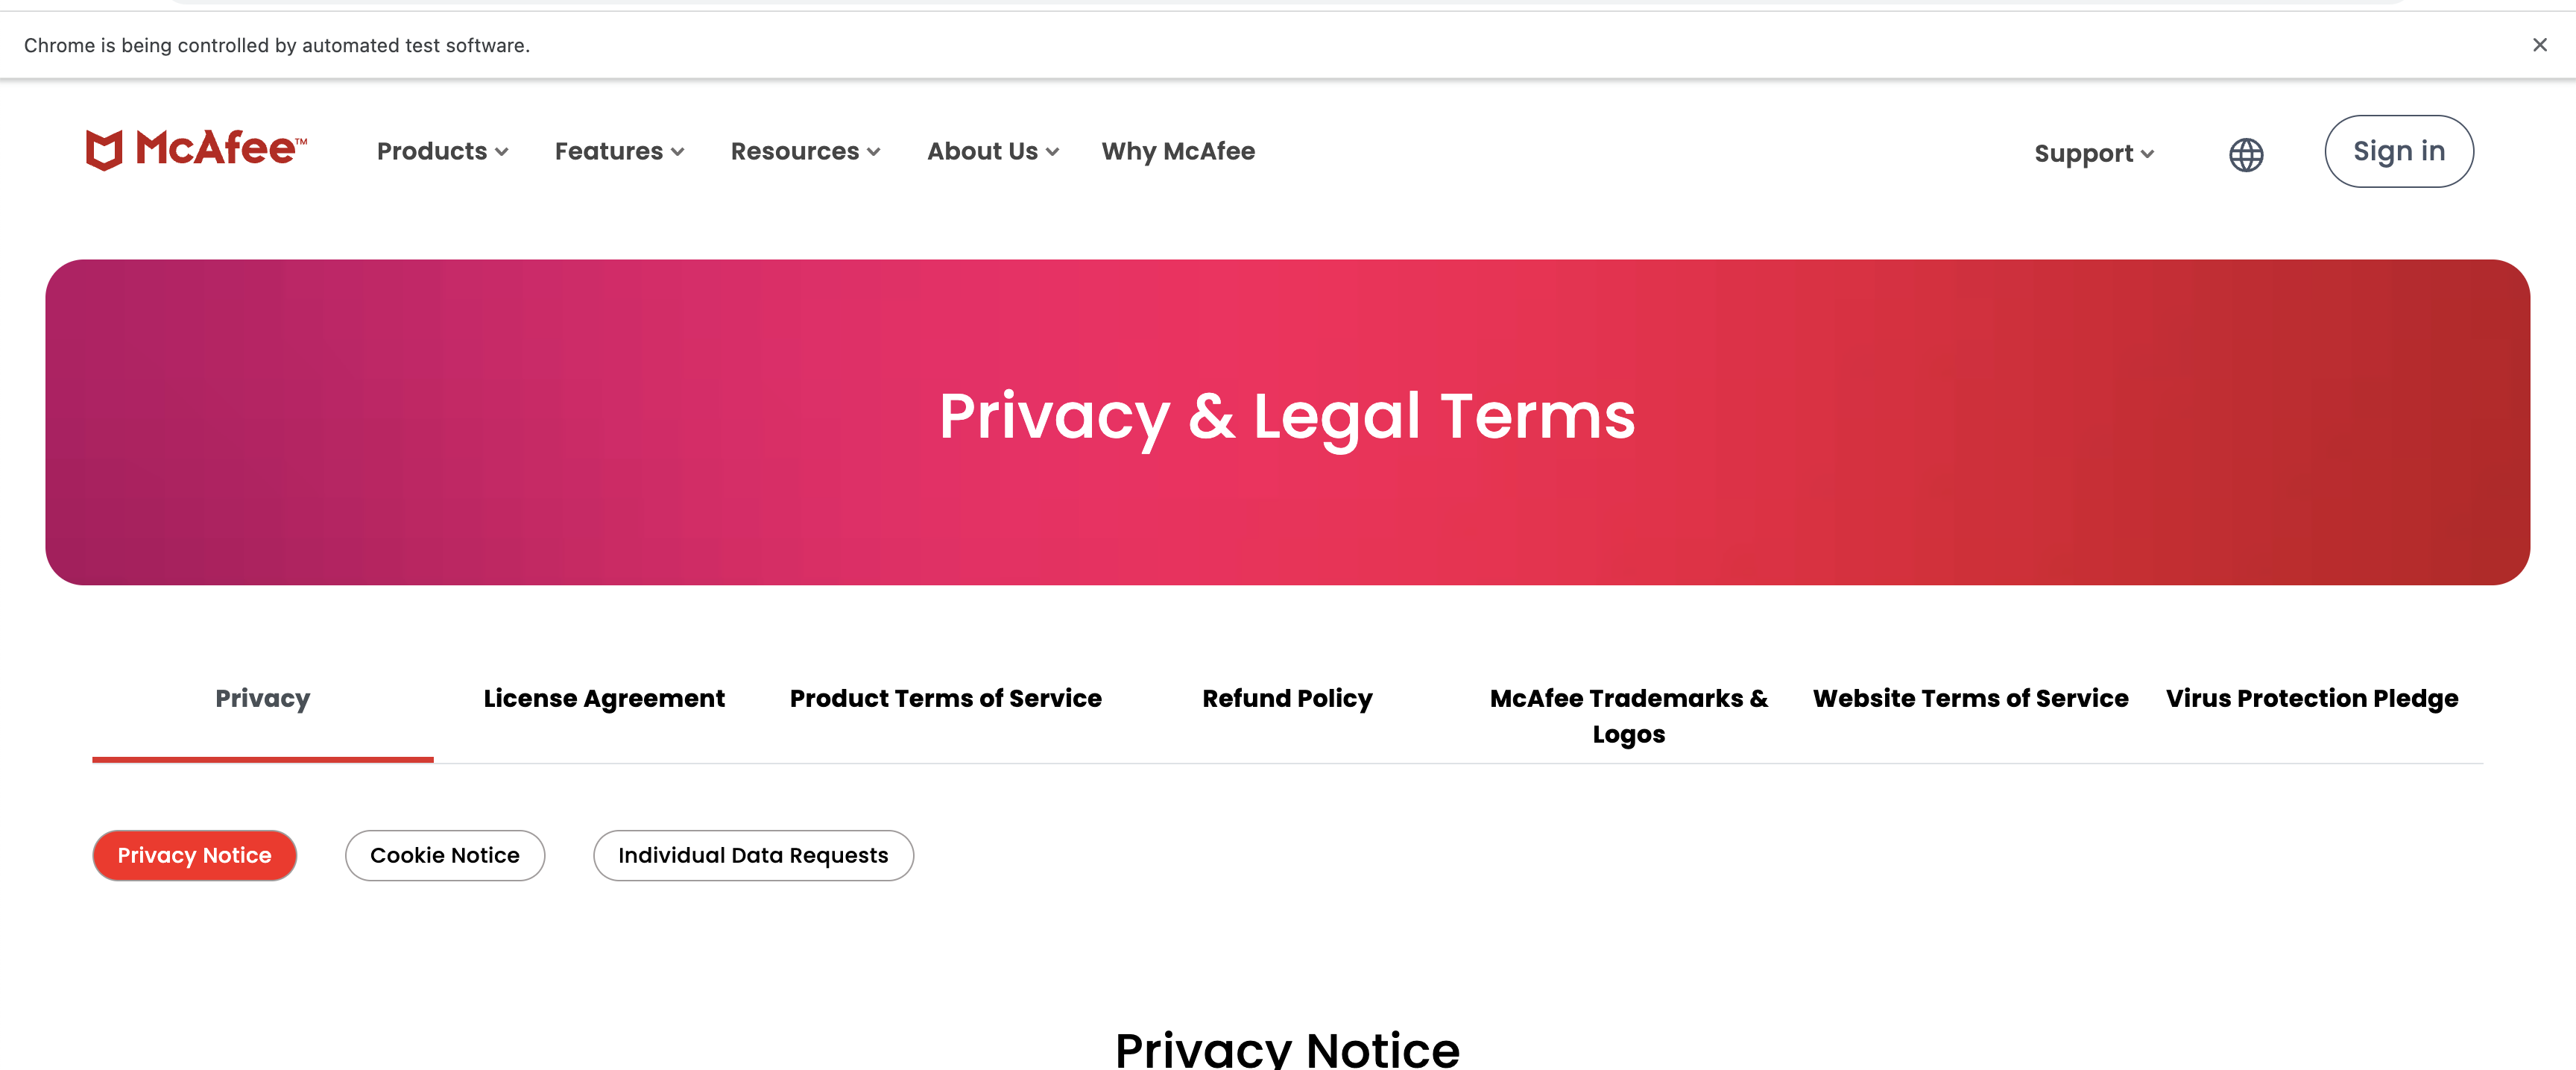 Chrome is being controlled by automated test software.
McAfee™
Products
Features
Resources
About Us
Why McAfee
Support
Sign in
Privacy & Legal Terms
Privacy
License Agreement
Product Terms of Service
Refund Policy
McAfee Trademarks &
Logos
Website Terms of Service
Virus Protection Pledge
Privacy Notice
Cookie Notice
Individual Data Requests
Privacy Notice